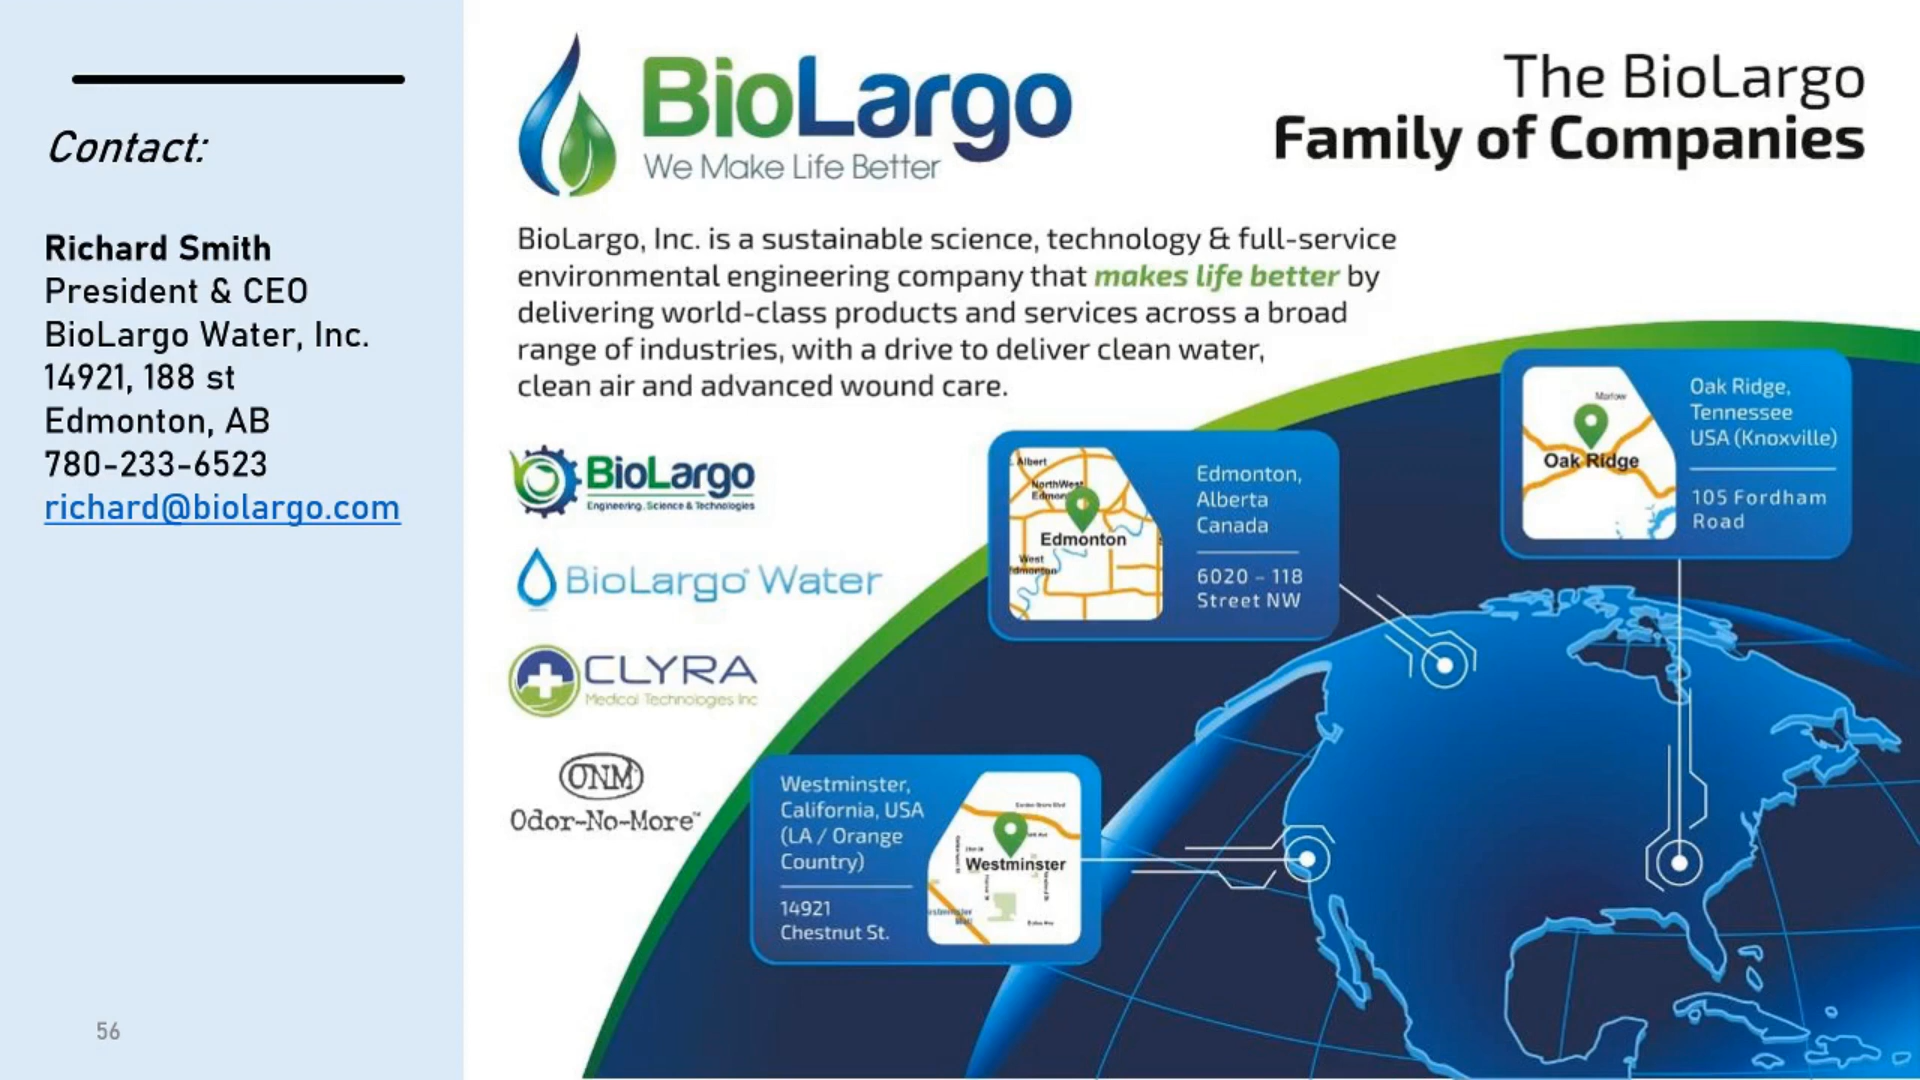 Contact:
Richard Smith
President & CEO
BioLargo Water, Inc.
14921, 188 st
Edmonton, AB
780-233-6523
richard@biolargo.com
56
BioLargo
We Make Life Better
The BioLargo
Family of Companies
BioLargo, Inc. is a sustainable science, technology & full-service
environmental engineering company that makes life better by
delivering world-class products and services across a broad
range of industries, with a drive to deliver clean water,
clean air and advanced wound care.
BioLargo
Engineering, Science & Technologies
BioLargo Water
CLYRA
Medical Technologies Inc
ONM
Odor-No-More™
Albert
NorthWest
Edmonton
West
Edmonton,
Alberta
Canada
6020 – 118
Street NW
Marlow
Oak Ridge
Oak Ridge,
Tennessee
USA (Knoxville)
105 Fordham
Road
Westminster,
California, USA
(LA / Orange
Country)
14921
Chestnut St.
Westminster